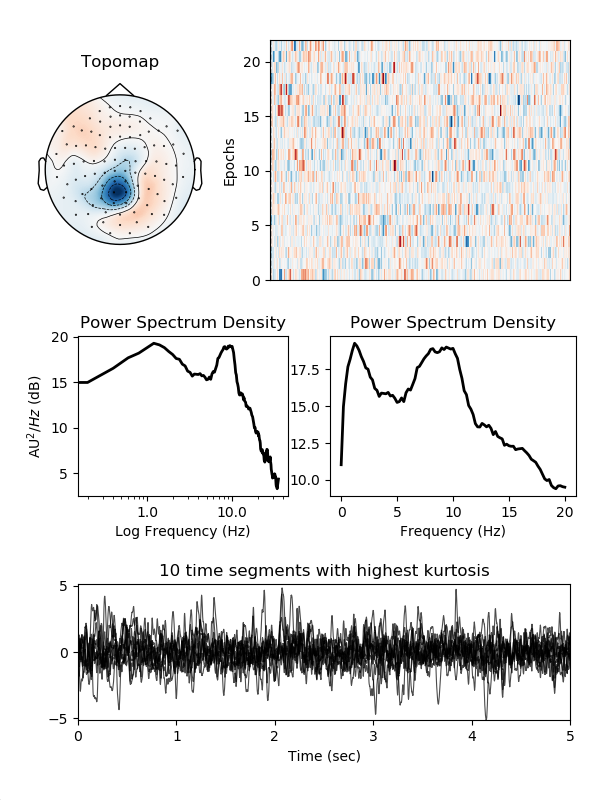 Topomap
Epochs
20
15
10
5
0
Power Spectrum Density
AU²/Hz (dB)
20
15
10
5
1.0 10.0
Log Frequency (Hz)
Power Spectrum Density
17.5
15.0
12.5
10.0
0 5 10 15 20
Frequency (Hz)
10 time segments with highest kurtosis
5
0
−5
0 1 2 3 4 5
Time (sec)